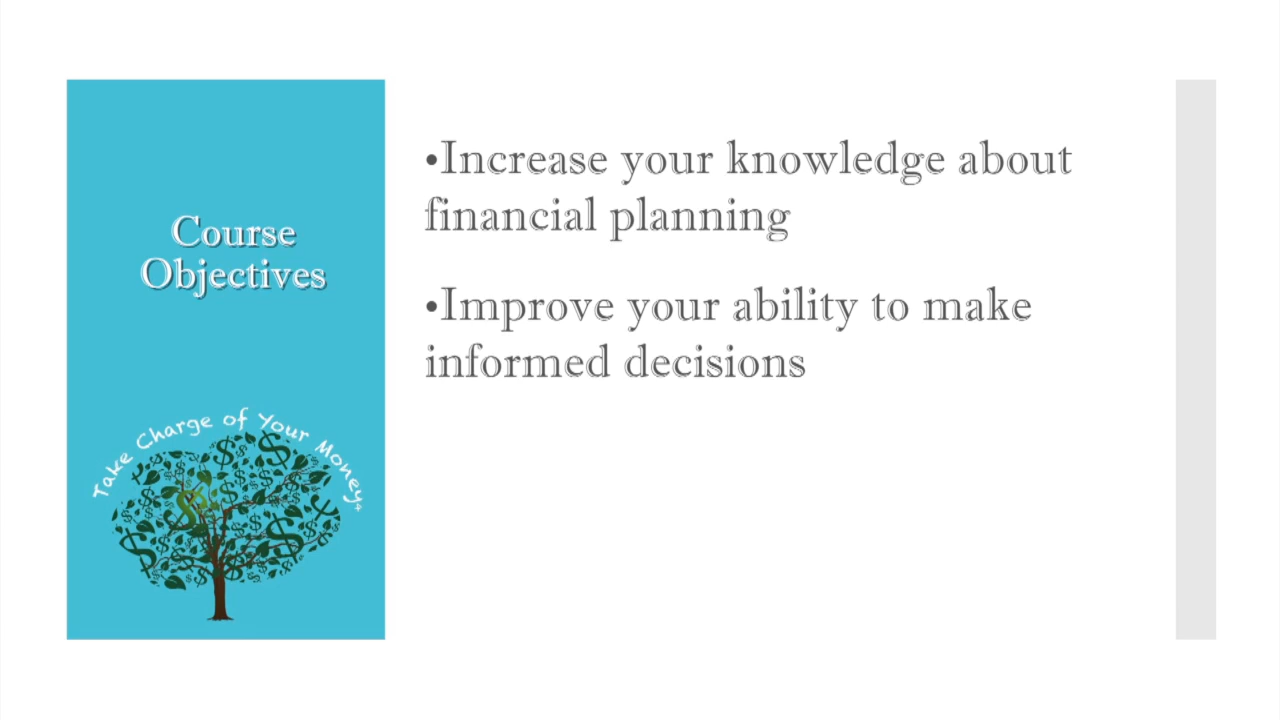 Course
Objectives
•Increase your knowledge about
financial planning
•Improve your ability to make
informed decisions
Take Charge of Your Money